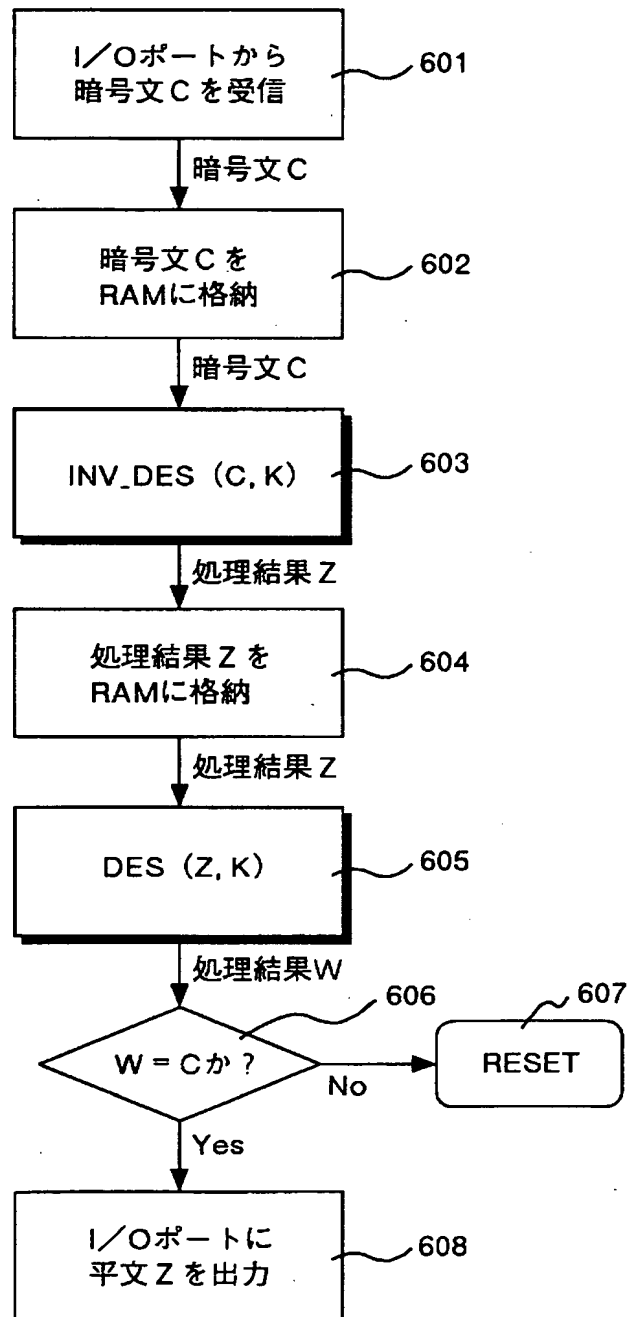 I/Oポートから
暗号文Cを受信
601
暗号文C
暗号文Cを
RAMに格納
602
暗号文C
INV_DES (C, K)
603
処理結果Z
処理結果Zを
RAMに格納
604
処理結果Z
DES (Z, K)
605
処理結果W
606
607
W = Cか?
No
RESET
Yes
I/Oポートに
平文Zを出力
608